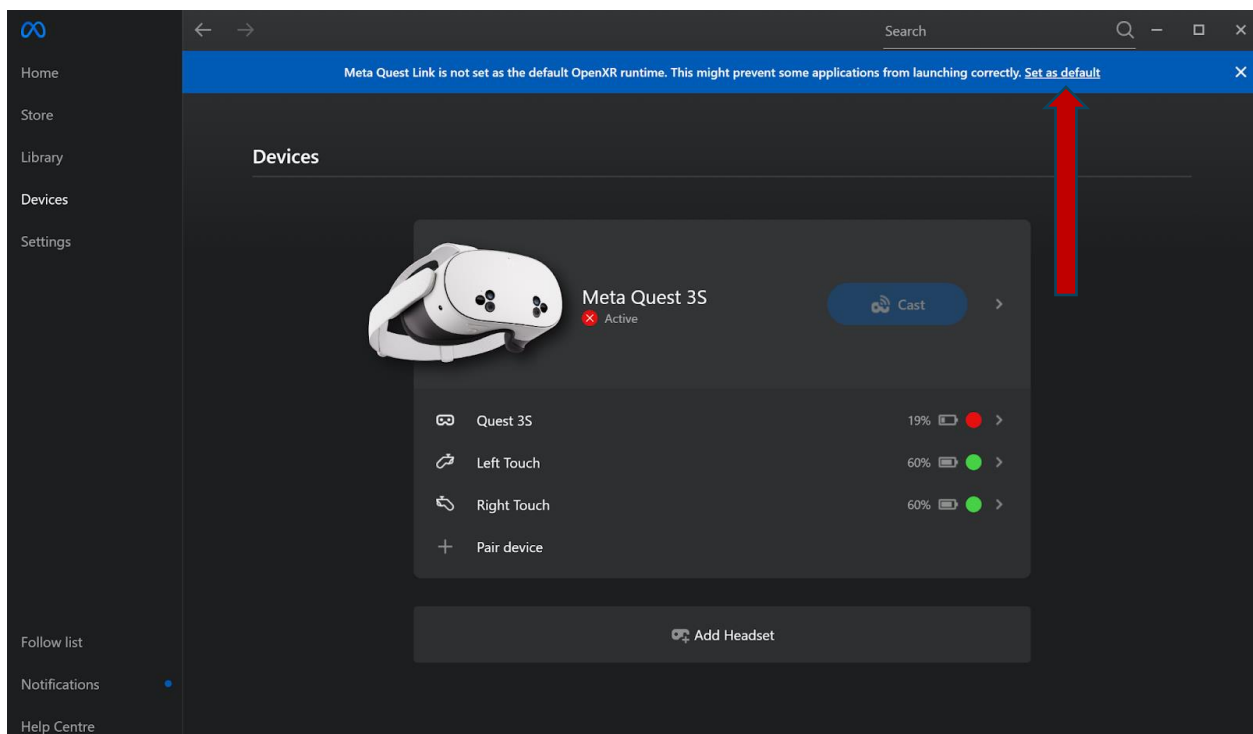 Search
Home
Meta Quest Link is not set as the default OpenXR runtime. This might prevent some applications from launching correctly. Set as default
Store
Library
Devices
Settings
Devices
Meta Quest 3S
Active
Cast
Quest 3S
19%
Left Touch
60%
Right Touch
60%
Pair device
Add Headset
Follow list
Notifications
Help Centre